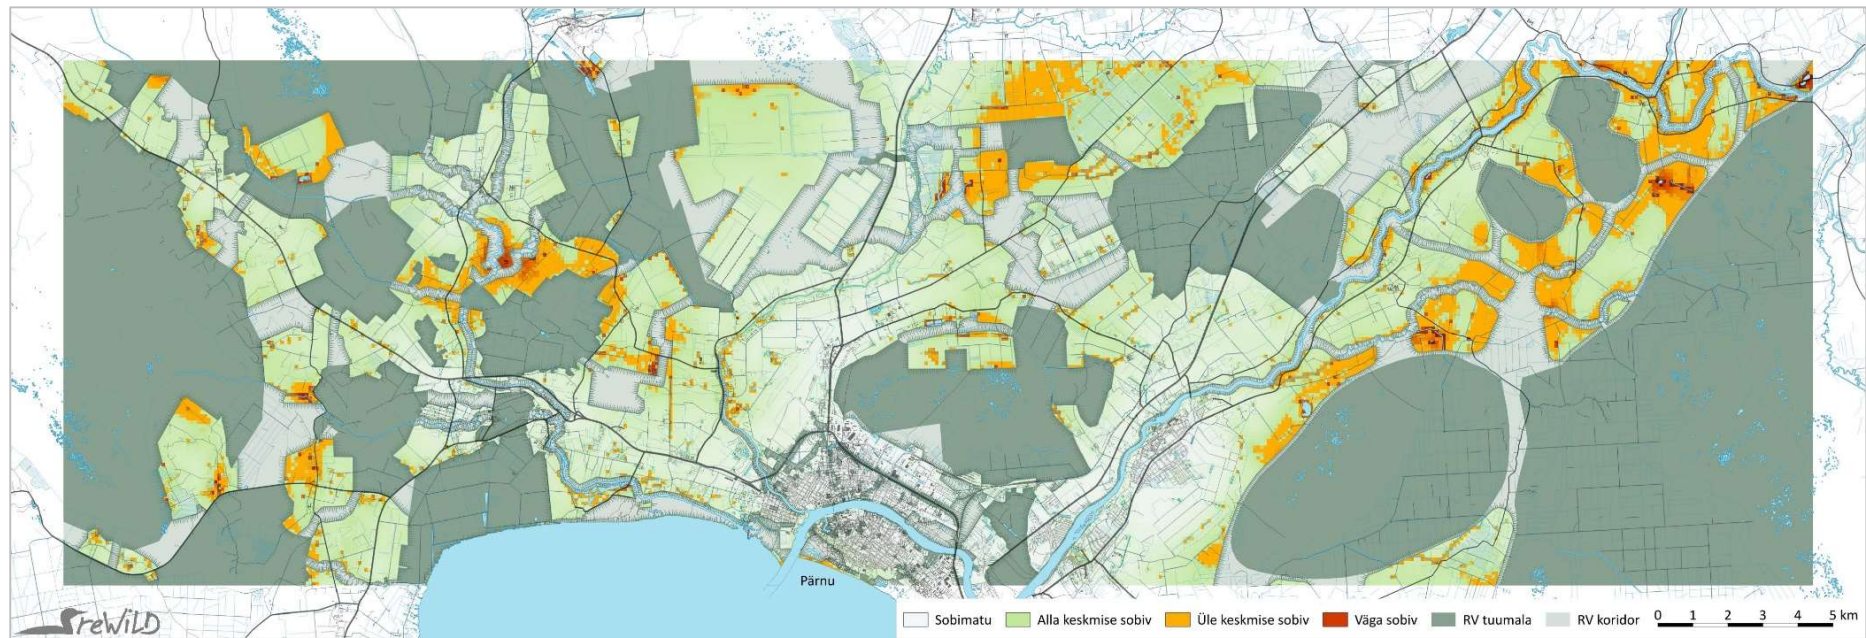 Pärnu
reWiLD
Sobimatu
Alla keskmise sobiv
Üle keskmise sobiv
Väga sobiv
RV tuumala
RV koridor
0 1 2 3 4 5 km